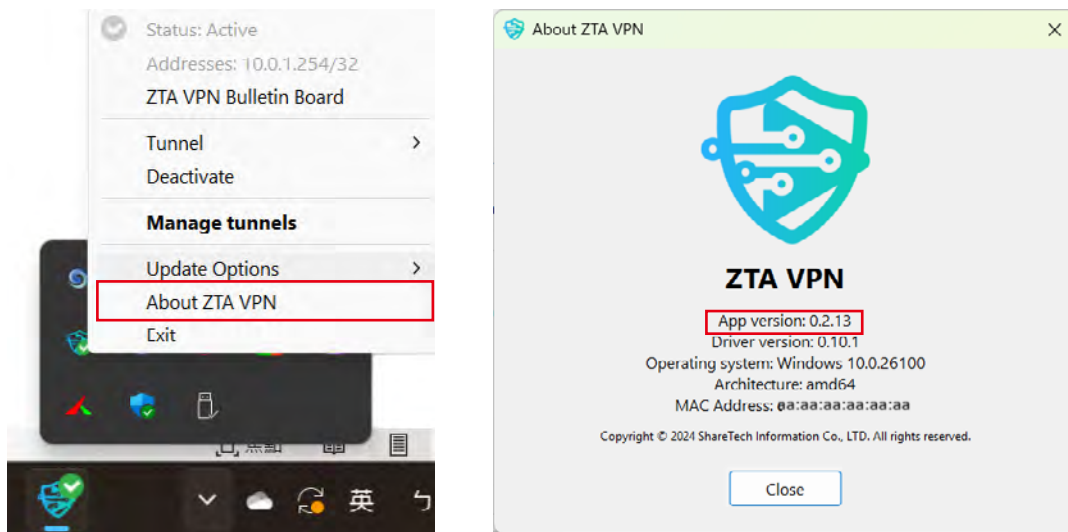 Status: Active
Addresses: 10.0.1.254/32
ZTA VPN Bulletin Board
Tunnel
Deactivate
Manage tunnels
Update Options
About ZTA VPN
Exit
焦點
英
ㄅ
About ZTA VPN
ZTA VPN
App version: 0.2.13
Driver version: 0.10.1
Operating system: Windows 10.0.26100
Architecture: amd64
MAC Address: aa:aa:aa:aa:aa:aa
Copyright © 2024 ShareTech Information Co., LTD. All rights reserved.
Close